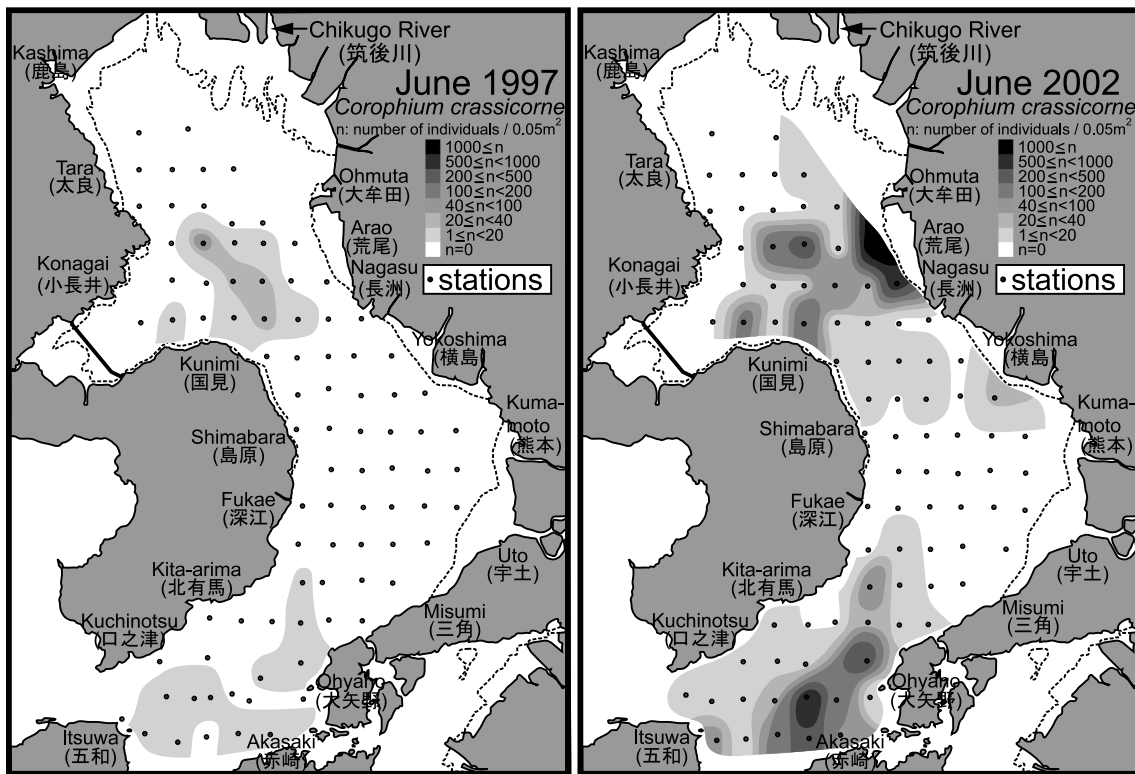 Chikugo River
(筑後川)
Kashima
(鹿島)
June 1997
Corophium crassicorne
n: number of individuals / 0.05m²
1000≤n
500≤n<1000
200≤n<500
100≤n<200
40≤n<100
20≤n<40
1≤n<20
n=0
stations
Tara
(太良)
Ohmuta
(大牟田)
Arao
(荒尾)
Konagai
(小長井)
Nagasu
(長洲)
Yokoshima
(横島)
Kunimi
(国見)
Kuma-
moto
(熊本)
Shimabara
(島原)
Fukae
(深江)
Uto
(宇土)
Kita-arima
(北有馬)
Misumi
(三角)
Kuchinotsu
(口之津)
Ohyano
(大矢野)
Itsuwa
(五和)
Akasaki
(赤崎)
Chikugo River
(筑後川)
Kashima
(鹿島)
June 2002
Corophium crassicorne
n: number of individuals / 0.05m²
1000≤n
500≤n<1000
200≤n<500
100≤n<200
40≤n<100
20≤n<40
1≤n<20
n=0
stations
Tara
(太良)
Ohmuta
(大牟田)
Arao
(荒尾)
Konagai
(小長井)
Nagasu
(長洲)
Yokoshima
(横島)
Kunimi
(国見)
Kuma-
moto
(熊本)
Shimabara
(島原)
Fukae
(深江)
Uto
(宇土)
Kita-arima
(北有馬)
Misumi
(三角)
Kuchinotsu
(口之津)
Ohyano
(大矢野)
Itsuwa
(五和)
Akasaki
(赤崎)